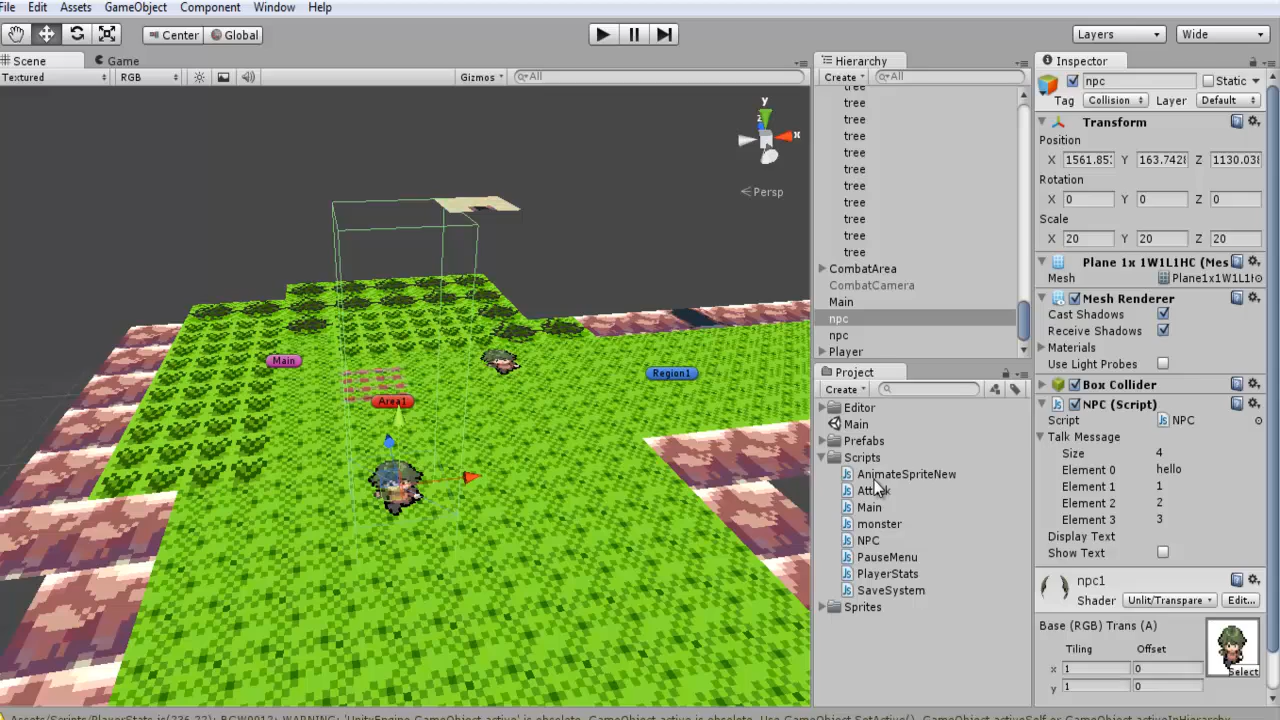 File Edit Assets GameObject Component Window Help
Center Global Layers Wide
Scene Game Hierarchy Inspector
Textured RGB Gizmos All Create All npc Static
Tag Collision Layer Default
tree
tree
tree
tree
tree
tree
tree
tree
tree
tree
tree
CombatArea
CombatCamera
Main
npc
npc
Player
y
z
x
Persp
Main
Region1
Area1
Project
Create
Editor
Main
Prefabs
Scripts
AnimateSpriteNew
Main
monster
NPC
PauseMenu
PlayerStats
SaveSystem
Sprites
Transform
Position
X 1561.85 Y 163.742 Z 1130.03
Rotation
X 0 Y 0 Z 0
Scale
X 20 Y 20 Z 20
Plane 1x 1W1L1HC (Mes
Mesh Plane1x1W1L1
Mesh Renderer
Cast Shadows
Receive Shadows
Materials
Use Light Probes
Box Collider
NPC (Script)
Script NPC
Talk Message
Size 4
Element 0 hello
Element 1 1
Element 2 2
Element 3 3
Display Text
Show Text
npc1
Shader Unlit/Transpare Edit...
Base (RGB) Trans (A)
Tiling Offset
x 1 0
y 1 0
Select